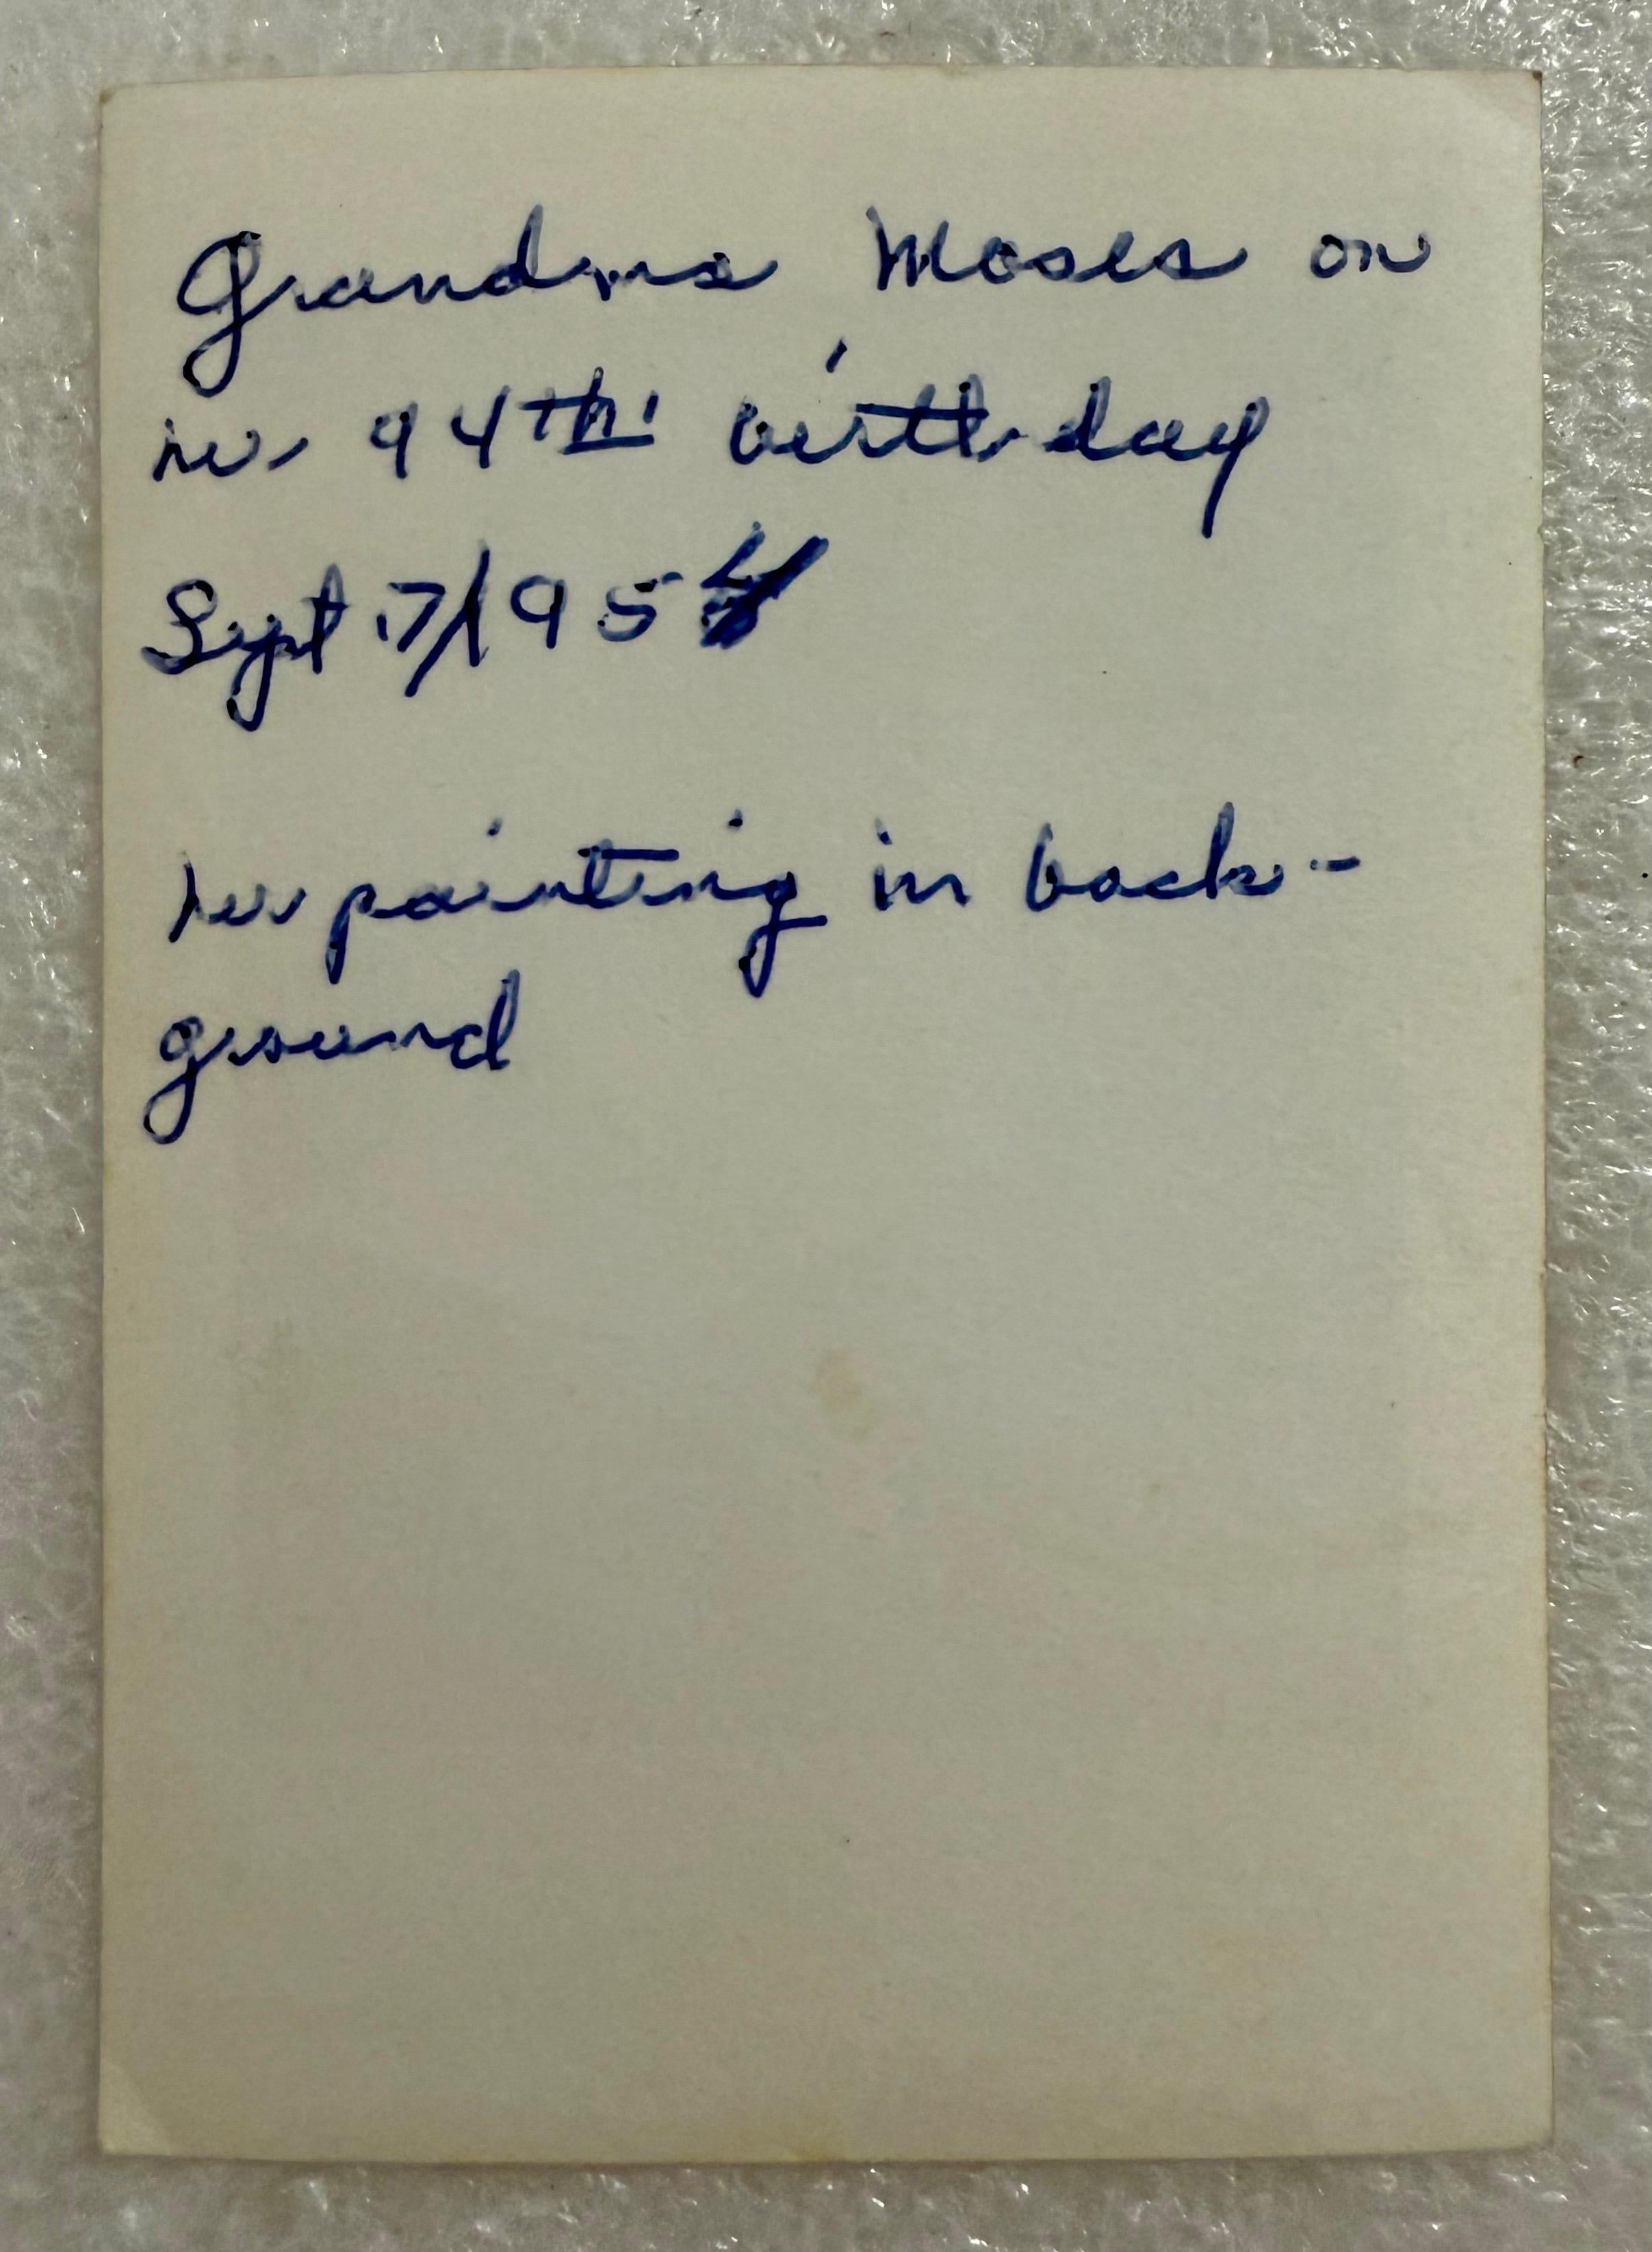 Grandma Moses on
her 94th birthday
Sept 7/1954
her painting in back-
ground